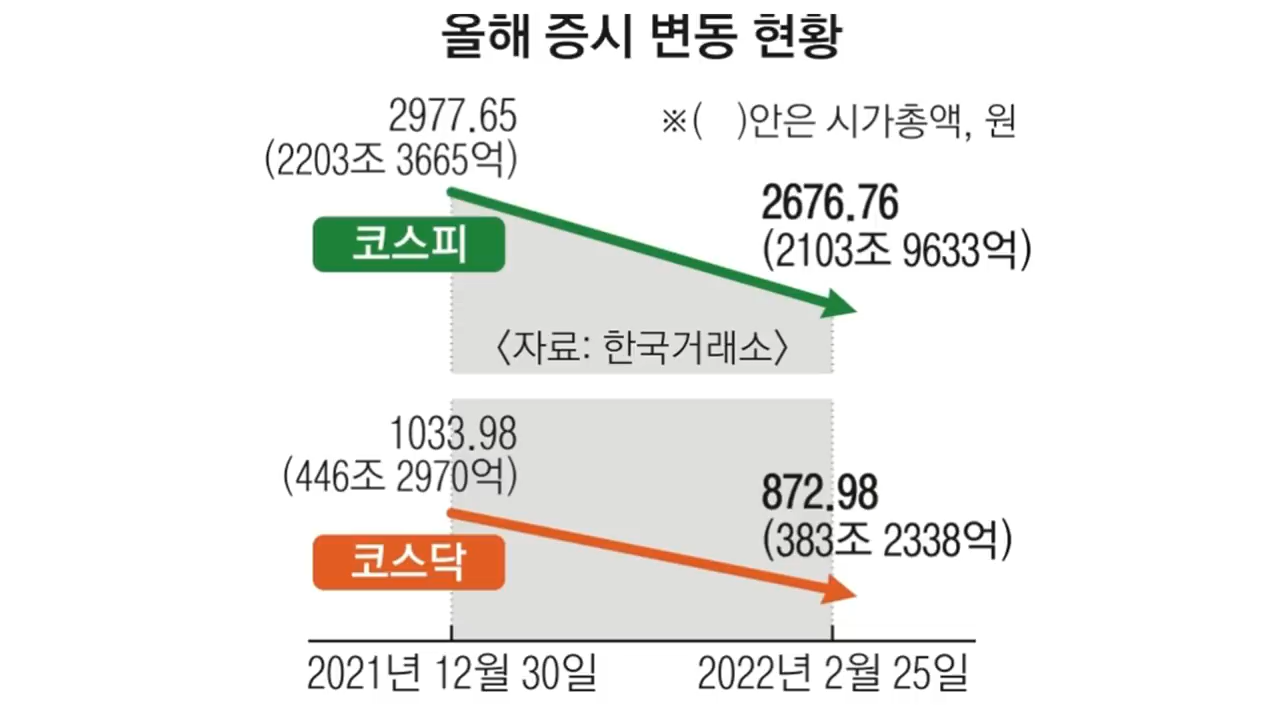 올해 증시 변동 현황
2977.65
(2203조 3665억)
※( )안은 시가총액, 원
2676.76
(2103조 9633억)
코스피
〈자료: 한국거래소〉
1033.98
(446조 2970억)
872.98
(383조 2338억)
코스닥
2021년 12월 30일
2022년 2월 25일